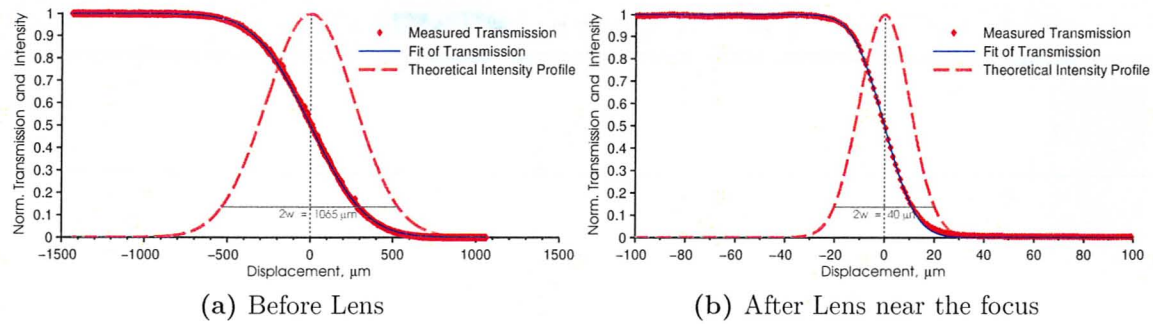 Norm. Transmission and Intensity
1
0.9
0.8
0.7
0.6
0.5
0.4
0.3
0.2
0.1
0
Measured Transmission
Fit of Transmission
Theoretical Intensity Profile
2w = 1065 µm
−1500 −1000 −500 0 500 1000 1500
Displacement, µm
(a) Before Lens
Norm. Transmission and Intensity
1
0.9
0.8
0.7
0.6
0.5
0.4
0.3
0.2
0.1
0
Measured Transmission
Fit of Transmission
Theoretical Intensity Profile
2w = 40 µm
−100 −80 −60 −40 −20 0 20 40 60 80 100
Displacement, µm
(b) After Lens near the focus